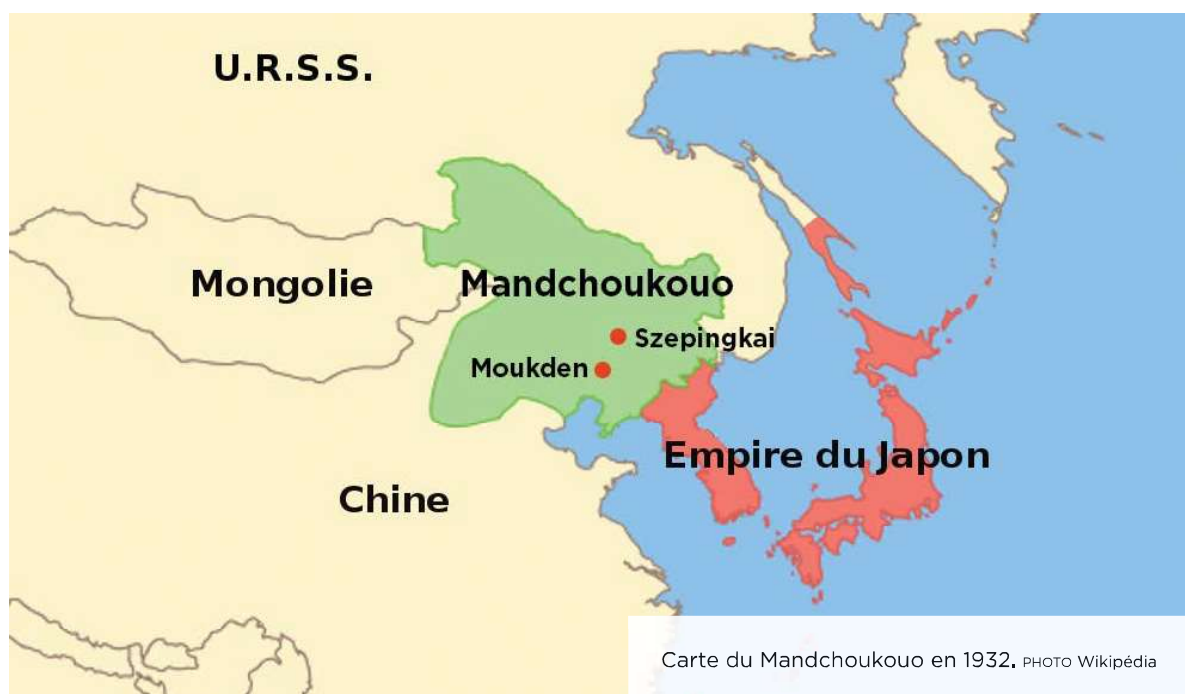 U.R.S.S.
Mongolie
Mandchoukouo
Szepingkai
Moukden
Empire du Japon
Chine
Carte du Mandchoukouo en 1932. PHOTO Wikipédia